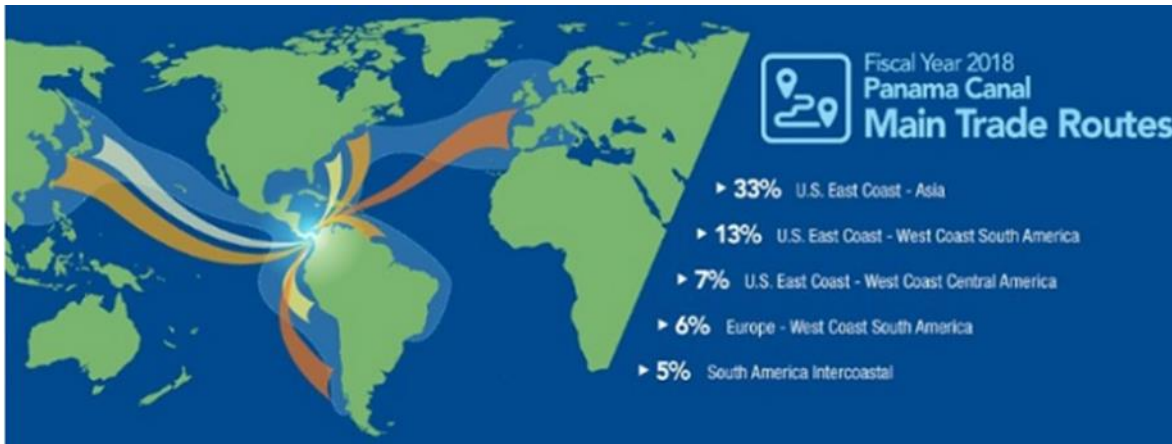 Fiscal Year 2018
Panama Canal
Main Trade Routes
33% U.S. East Coast - Asia
13% U.S. East Coast - West Coast South America
7% U.S. East Coast - West Coast Central America
6% Europe - West Coast South America
5% South America Intercoastal